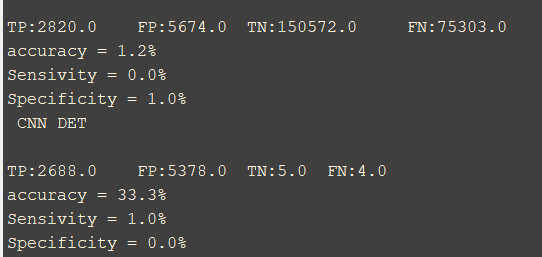 TP:2820.0 FP:5674.0 TN:150572.0 FN:75303.0
accuracy = 1.2%
Sensivity = 0.0%
Specificity = 1.0%
CNN DET
TP:2688.0 FP:5378.0 TN:5.0 FN:4.0
accuracy = 33.3%
Sensivity = 1.0%
Specificity = 0.0%